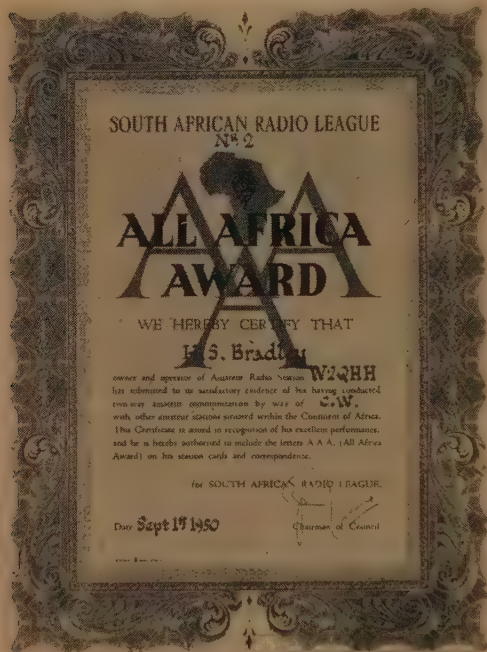 SOUTH AFRICAN RADIO LEAGUE
Nº 2
ALL AFRICA
AWARD
WE HEREBY CERTIFY THAT
S. Bradley
owner and operator of Amateur Radio Station W2QHH
has submitted to us satisfactory evidence of his having conducted
two-way amateur communication by way of C.W.
with other amateur stations situated within the Continent of Africa.
This Certificate is issued in recognition of his excellent performance,
and he is hereby authorised to include the letters A A A. (All Africa
Award) on his station cards and correspondence.
for SOUTH AFRICAN RADIO LEAGUE.
Date Sept 1950
Chairman of Council